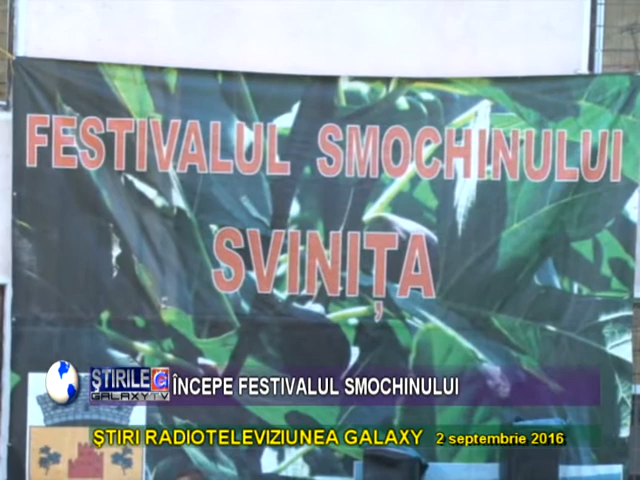 FESTIVALUL SMOCHINULUI
SVINIȚA
ȘTIRILE G
GALAXY TV
ÎNCEPE FESTIVALUL SMOCHINULUI
ȘTIRI RADIOTELEVIZIUNEA GALAXY 2 septembrie 2016